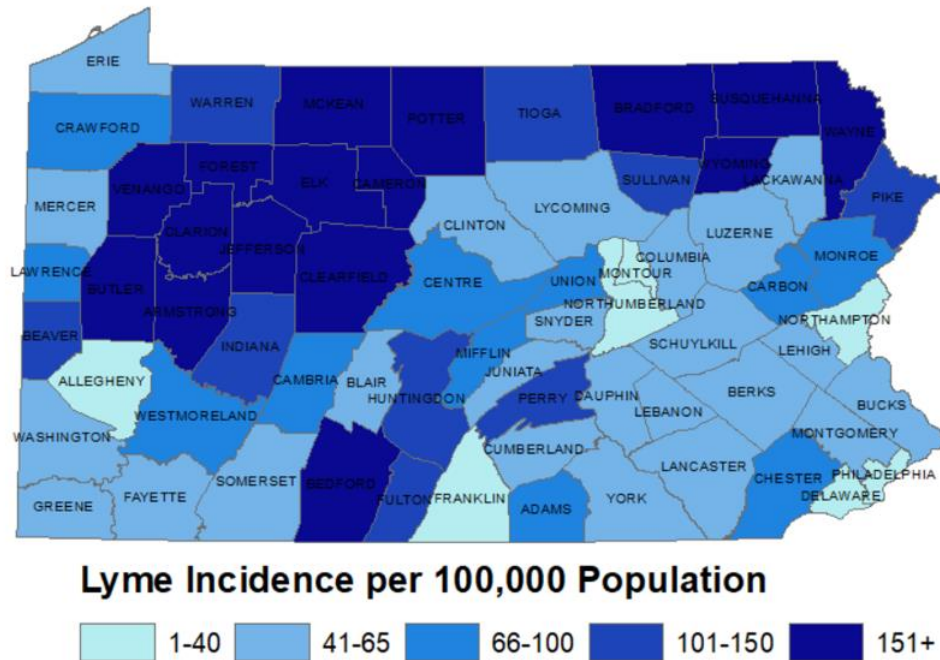 ERIE
WARREN
MCKEAN
POTTER
TIOGA
BRADFORD
SUSQUEHANNA
WAYNE
CRAWFORD
FOREST
ELK
CAMERON
VENANGO
SULLIVAN
WYOMING
LACKAWANNA
PIKE
MERCER
CLARION
JEFFERSON
CLINTON
LYCOMING
LUZERNE
MONROE
LAWRENCE
BUTLER
ARMSTRONG
CLEARFIELD
CENTRE
UNION
MONTOUR
COLUMBIA
CARBON
NORTHUMBERLAND
NORTHAMPTON
BEAVER
INDIANA
SNYDER
SCHUYLKILL
LEHIGH
ALLEGHENY
CAMBRIA
BLAIR
HUNTINGDON
MIFFLIN
JUNIATA
PERRY
DAUPHIN
LEBANON
BERKS
BUCKS
WESTMORELAND
WASHINGTON
CUMBERLAND
MONTGOMERY
GREENE
FAYETTE
SOMERSET
BEDFORD
FULTON
FRANKLIN
ADAMS
YORK
LANCASTER
CHESTER
PHILADELPHIA
DELAWARE
Lyme Incidence per 100,000 Population
1-40 41-65 66-100 101-150 151+